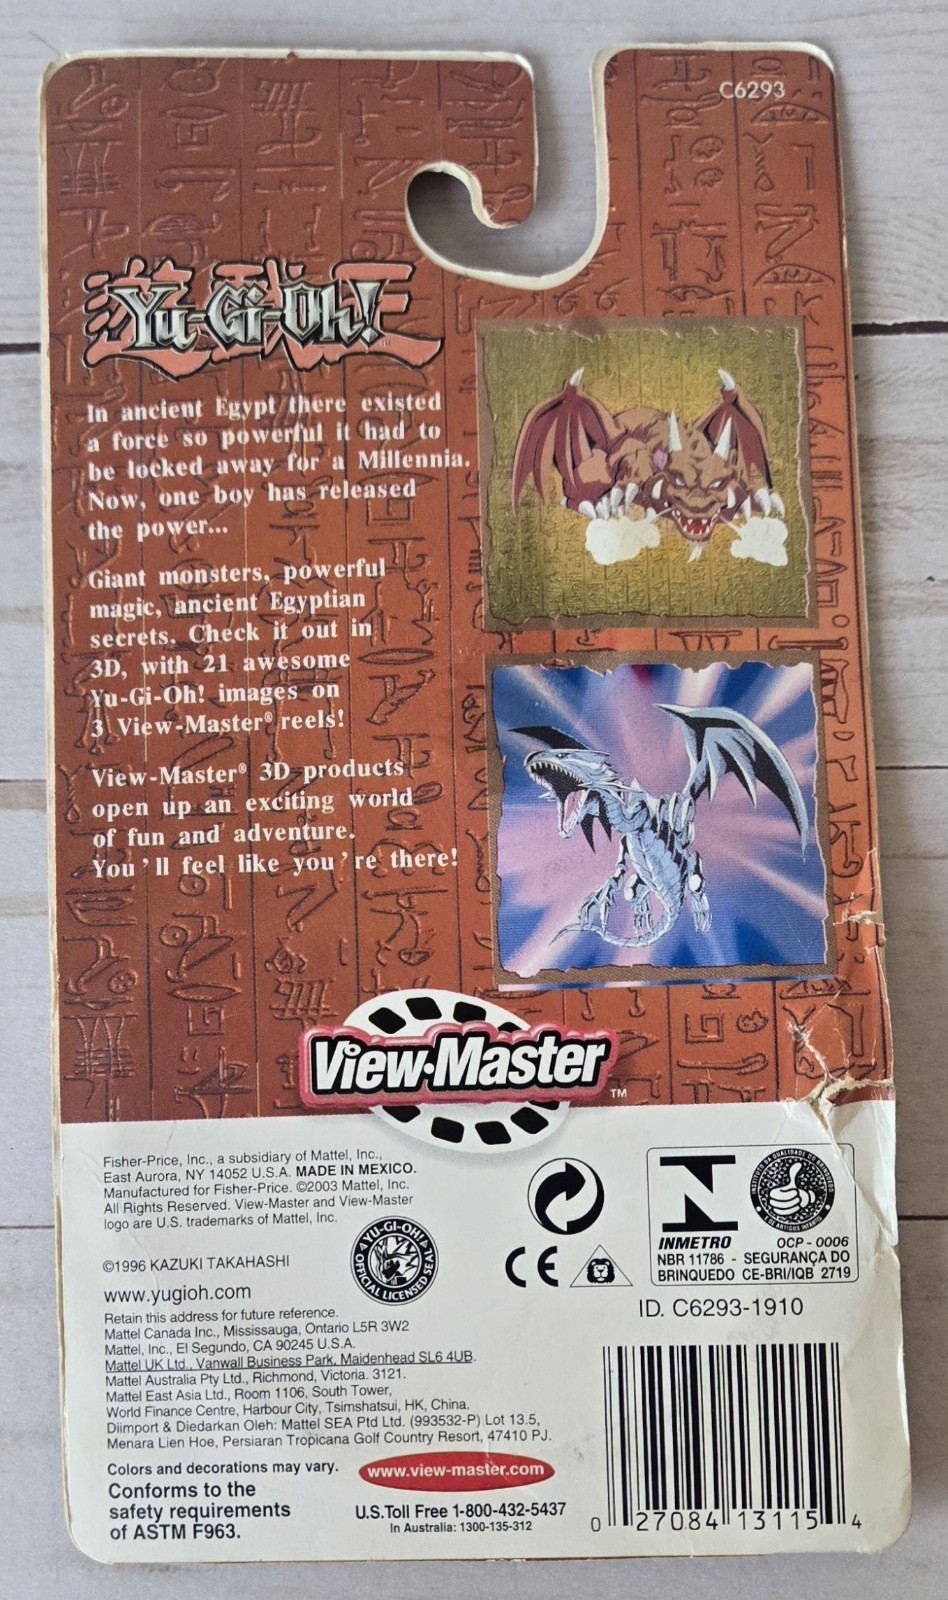 C6293
Yu-Gi-Oh!
In ancient Egypt there existed
a force so powerful it had to
be locked away for a Millennia.
Now, one boy has released
the power...
Giant monsters, powerful
magic, ancient Egyptian
secrets. Check it out in
3D, with 21 awesome
Yu-Gi-Oh! images on
3 View-Master® reels!
View-Master® 3D products
open up an exciting world
of fun and adventure.
You'll feel like you're there!
View-Master™
Fisher-Price, Inc., a subsidiary of Mattel, Inc.,
East Aurora, NY 14052 U.S.A. MADE IN MEXICO.
Manufactured for Fisher-Price. ©2003 Mattel, Inc.
All Rights Reserved. View-Master and View-Master
logo are U.S. trademarks of Mattel, Inc.
©1996 KAZUKI TAKAHASHI
www.yugioh.com
YU-GI-OH!
OFFICIAL LICENSED SEAL
Retain this address for future reference.
Mattel Canada Inc., Mississauga, Ontario L5R 3W2
Mattel, Inc., El Segundo, CA 90245 U.S.A.
Mattel UK Ltd., Vanwall Business Park, Maidenhead SL6 4UB.
Mattel Australia Pty Ltd., Richmond, Victoria. 3121.
Mattel East Asia Ltd., Room 1106, South Tower,
World Finance Centre, Harbour City, Tsimshatsui, HK, China.
Diimport & Diedarkan Oleh: Mattel SEA Ptd Ltd. (993532-P) Lot 13.5,
Menara Lien Hoe, Persiaran Tropicana Golf Country Resort, 47410 PJ.
Colors and decorations may vary.
Conforms to the
safety requirements
of ASTM F963.
www.view-master.com
U.S.Toll Free 1-800-432-5437
In Australia: 1300-135-312
CE
INSTITUTO DA QUALIDADE DO BRINQUEDO
E DE ARTIGOS INFANTIS
INMETRO OCP - 0006
NBR 11786 - SEGURANÇA DO
BRINQUEDO CE-BRI/IQB 2719
ID. C6293-1910
0 27084 13115 4